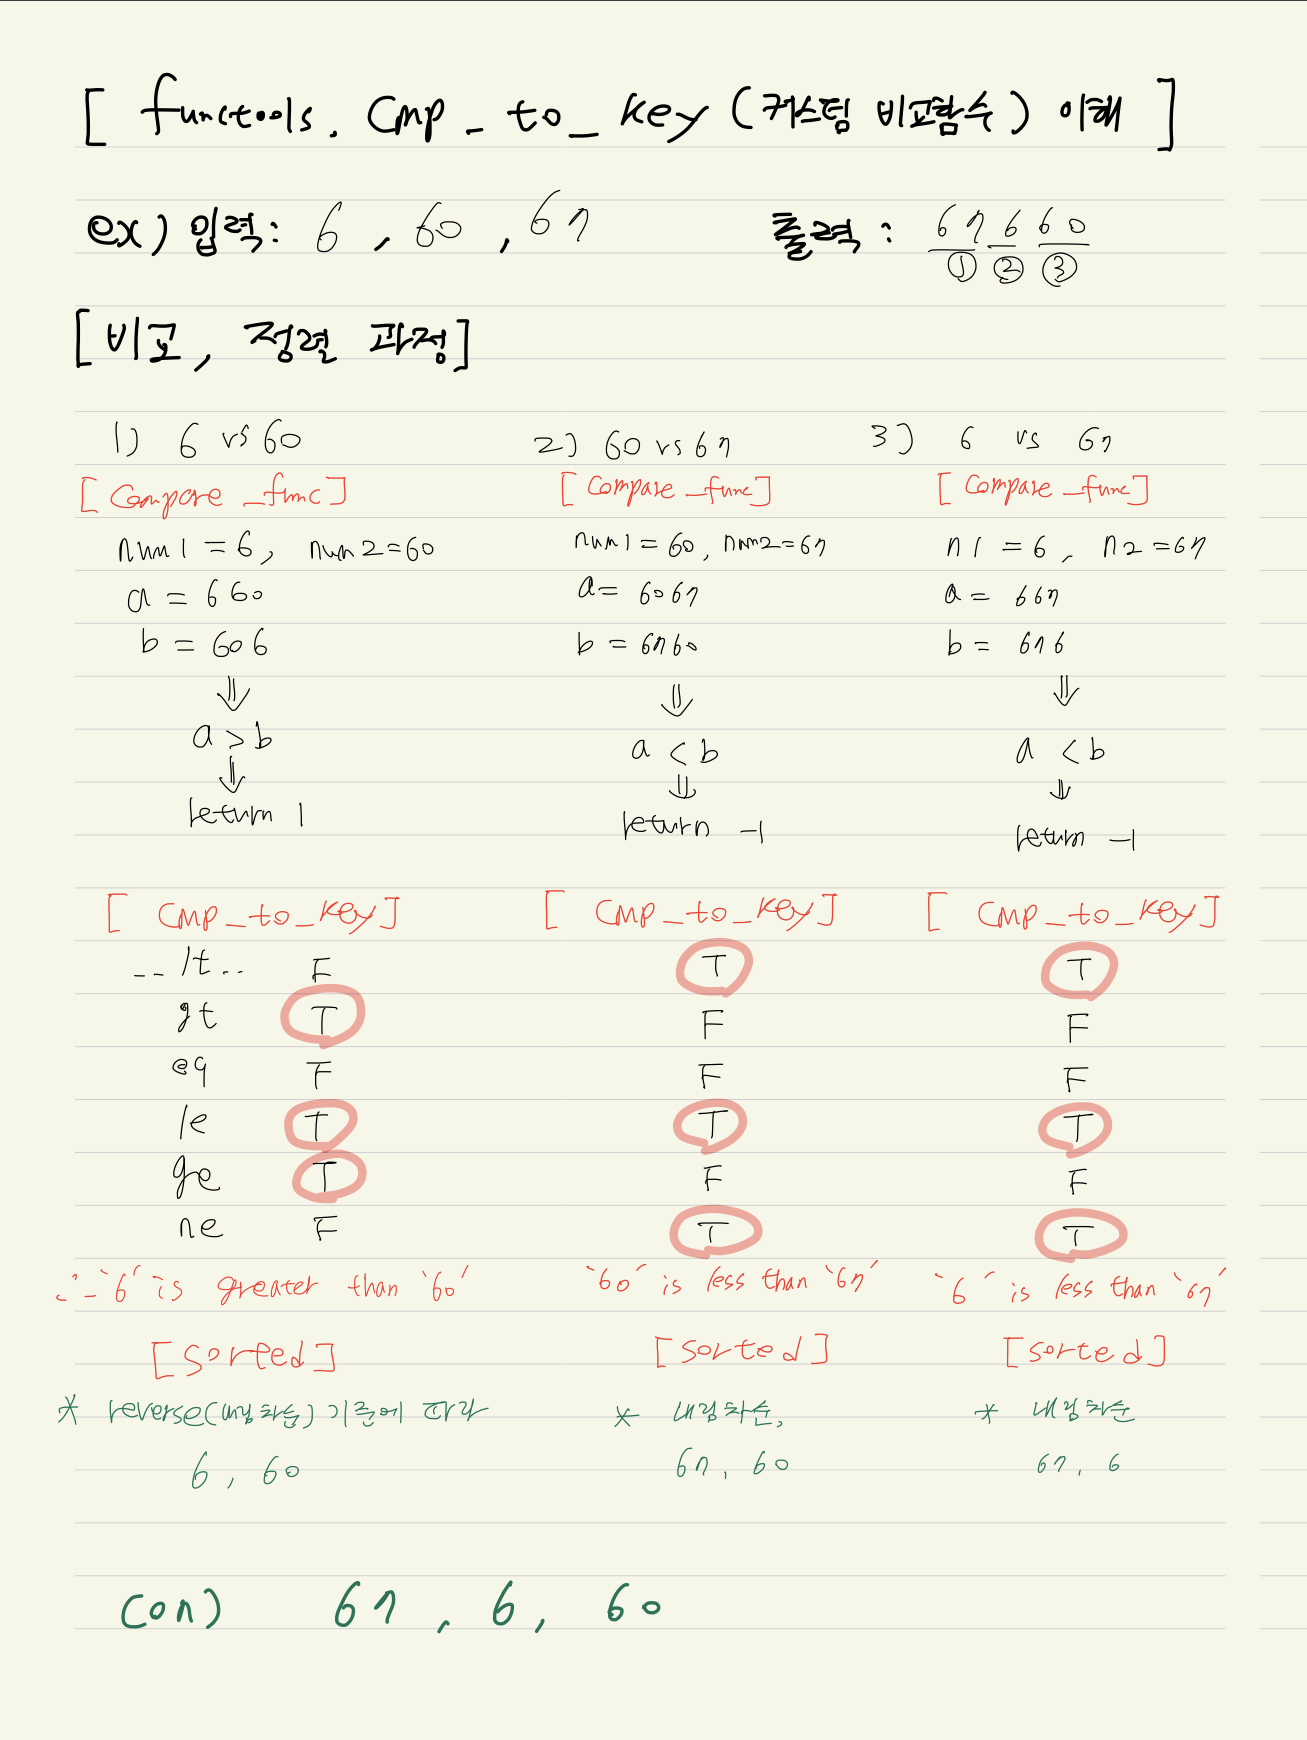 [ functools. Cmp_to_key (커스텀 비교함수) 이해 ]
ex) 입력: 6 , 60 , 67 출력 : 67 6 60
① ② ③
[비교, 정렬 과정]
1) 6 vs 60
[Compare_func]
num1 = 6, num2=60
a = 660
b = 606
⇓
a > b
⇓
return 1
[ Cmp_to_key]
__lt__ F
gt T
eq F
le T
ge T
ne F
∴ - '6' is greater than '60'
[Sorted]
* reverse(내림차순) 기준에 따라
6, 60
2) 60 vs 67
[Compare_func]
num1 = 60, num2=67
a= 6067
b = 6760
⇓
a < b
⇓
return -1
[ Cmp_to_key]
T
F
F
T
F
T
'60' is less than '67'
[Sorted]
* 내림차순,
67, 60
3) 6 vs 67
[Compare_func]
n1 = 6, n2 =67
a = 667
b = 676
⇓
a < b
⇓
return -1
[ Cmp_to_key]
T
F
F
T
F
T
'6' is less than '67'
[Sorted]
* 내림차순
67, 6
con) 67, 6, 60